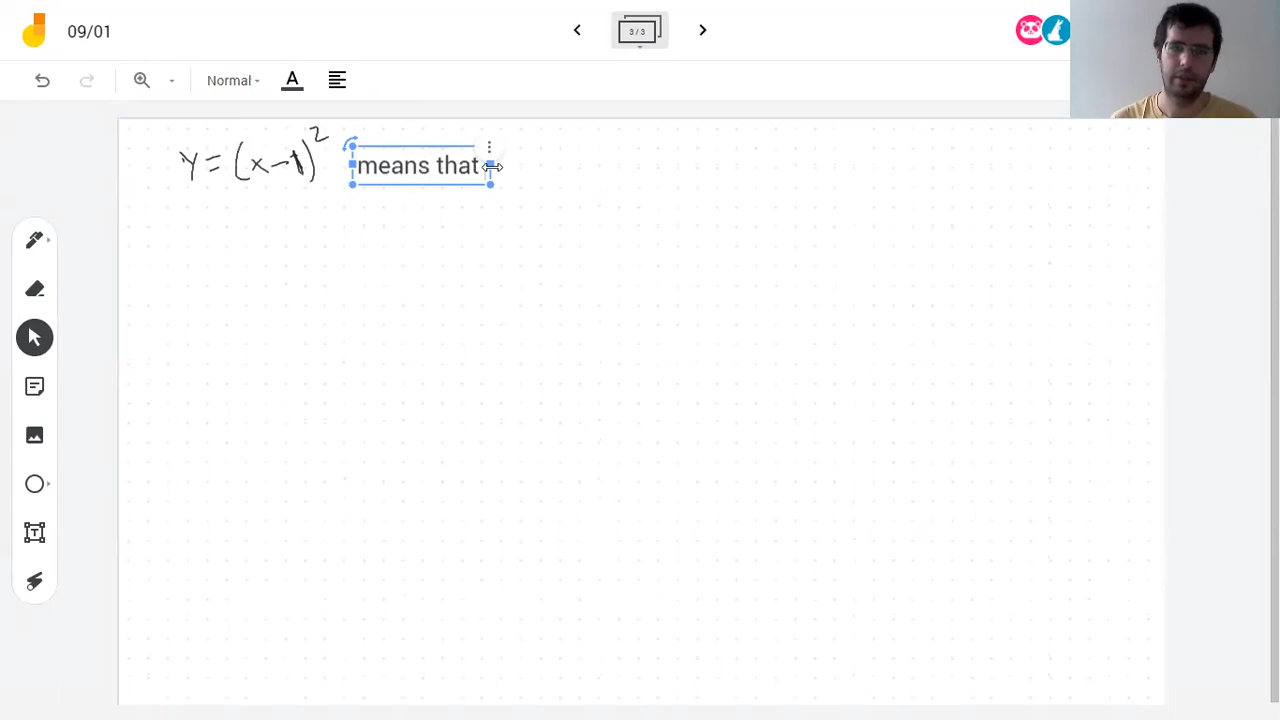 09/01
3 / 3
Normal
A
y = (x-1)²  means that